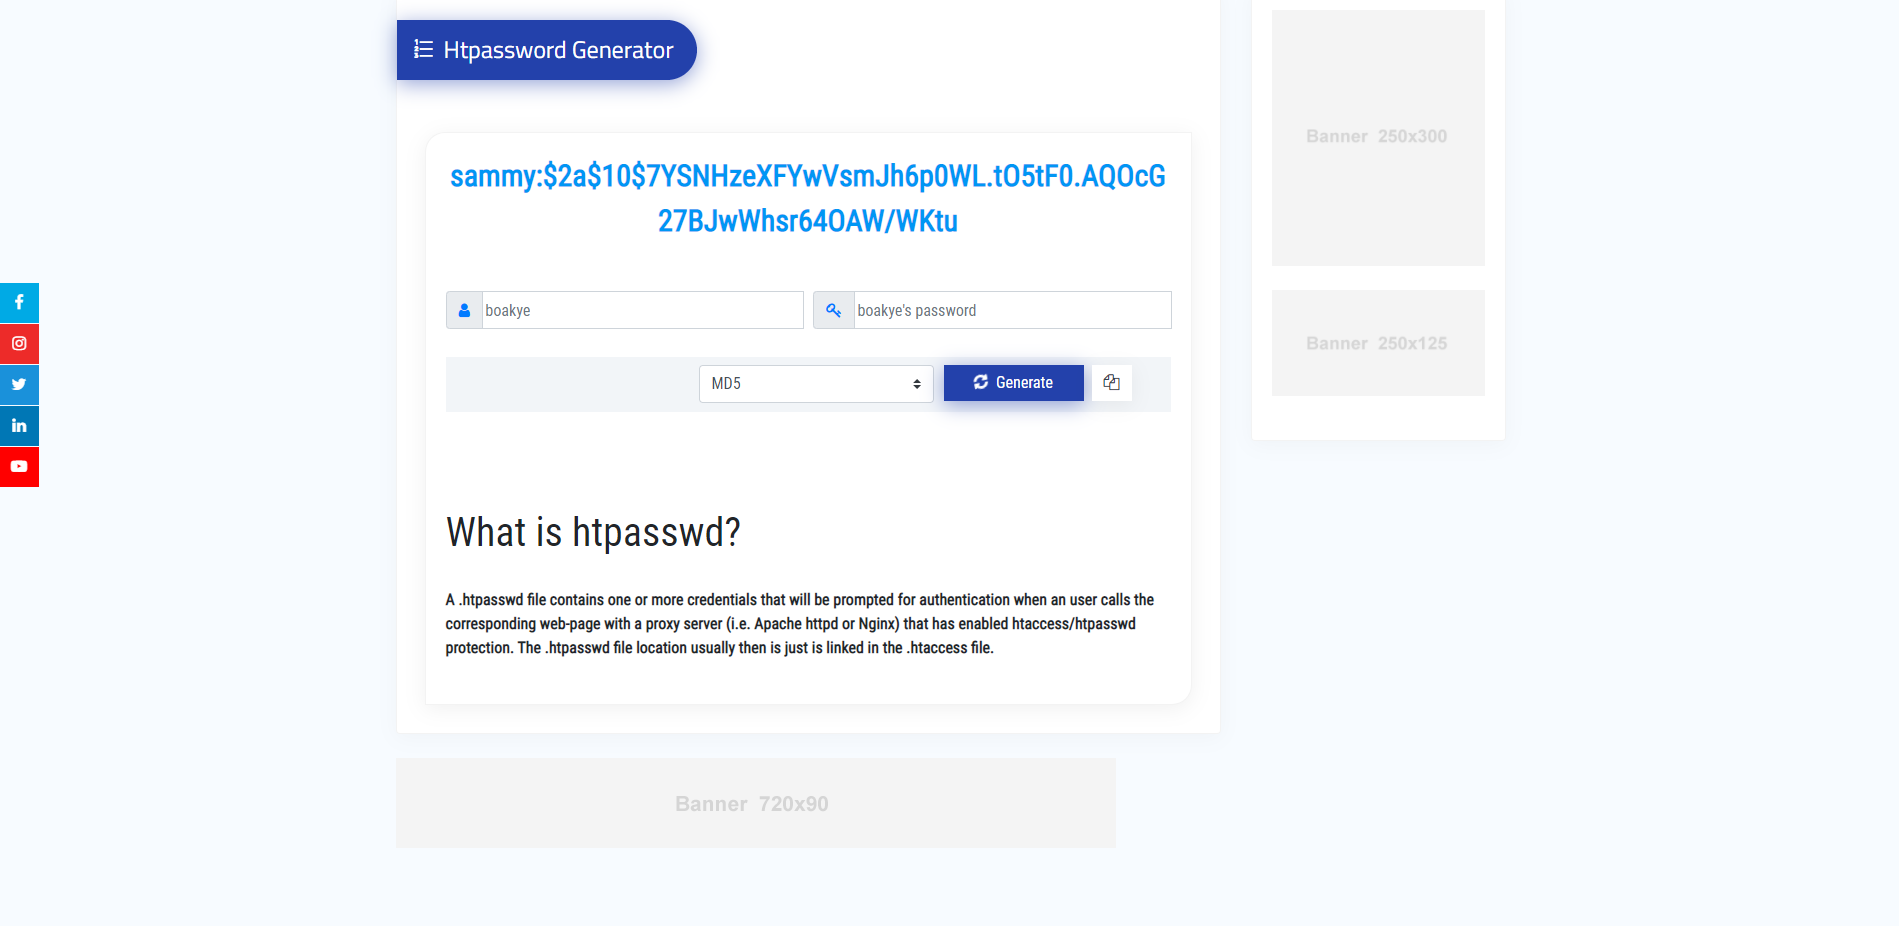 Htpassword Generator
sammy:$2a$10$7YSNHzeXFYwVsmJh6p0WL.tO5tF0.AQOcG
27BJwWhsr64OAW/WKtu
boakye
boakye's password
MD5
Generate
What is htpasswd?
A .htpasswd file contains one or more credentials that will be prompted for authentication when an user calls the
corresponding web-page with a proxy server (i.e. Apache httpd or Nginx) that has enabled htaccess/htpasswd
protection. The .htpasswd file location usually then is just is linked in the .htaccess file.
Banner 720x90
Banner 250x300
Banner 250x125